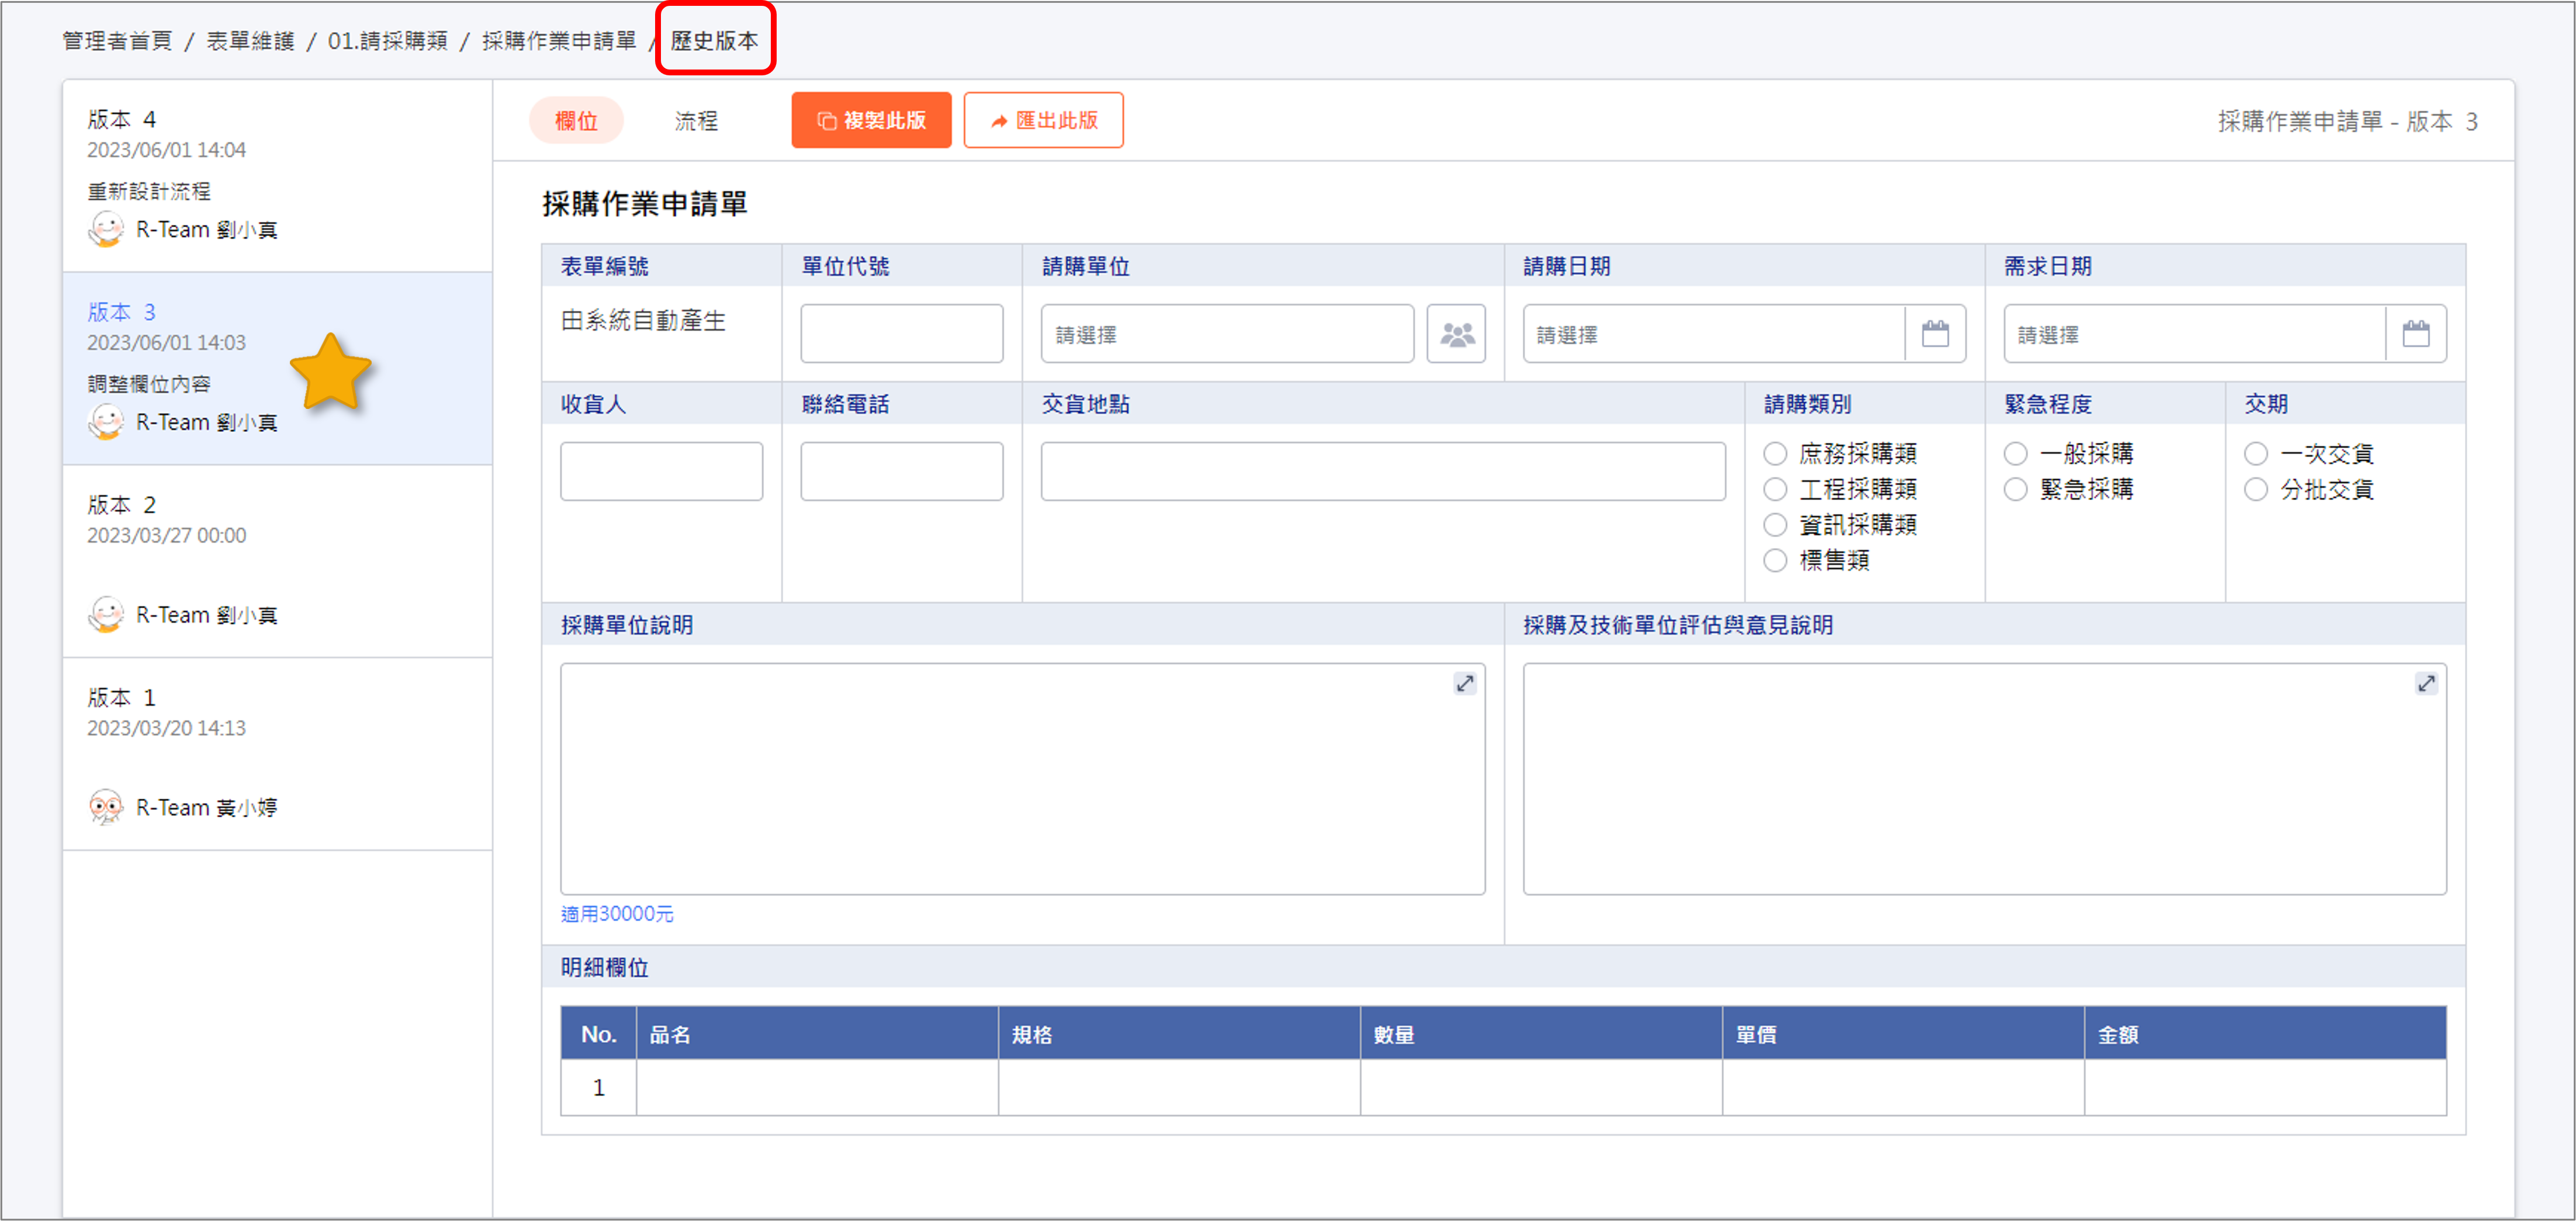 管理者首頁 / 表單維護 / 01.請採購類 / 採購作業申請單 / 歷史版本
版本 4
2023/06/01 14:04
重新設計流程
R-Team 劉小真
版本 3
2023/06/01 14:03
調整欄位內容
R-Team 劉小真
版本 2
2023/03/27 00:00
R-Team 劉小真
版本 1
2023/03/20 14:13
R-Team 黃小婷
欄位 流程 複製此版 匯出此版 採購作業申請單 - 版本 3
採購作業申請單
表單編號 單位代號 請購單位 請購日期 需求日期
由系統自動產生 請選擇 請選擇 請選擇
收貨人 聯絡電話 交貨地點 請購類別 緊急程度 交期
庶務採購類 一般採購 一次交貨
工程採購類 緊急採購 分批交貨
資訊採購類
標售類
採購單位說明 採購及技術單位評估與意見說明
適用30000元
明細欄位
No. 品名 規格 數量 單價 金額
1